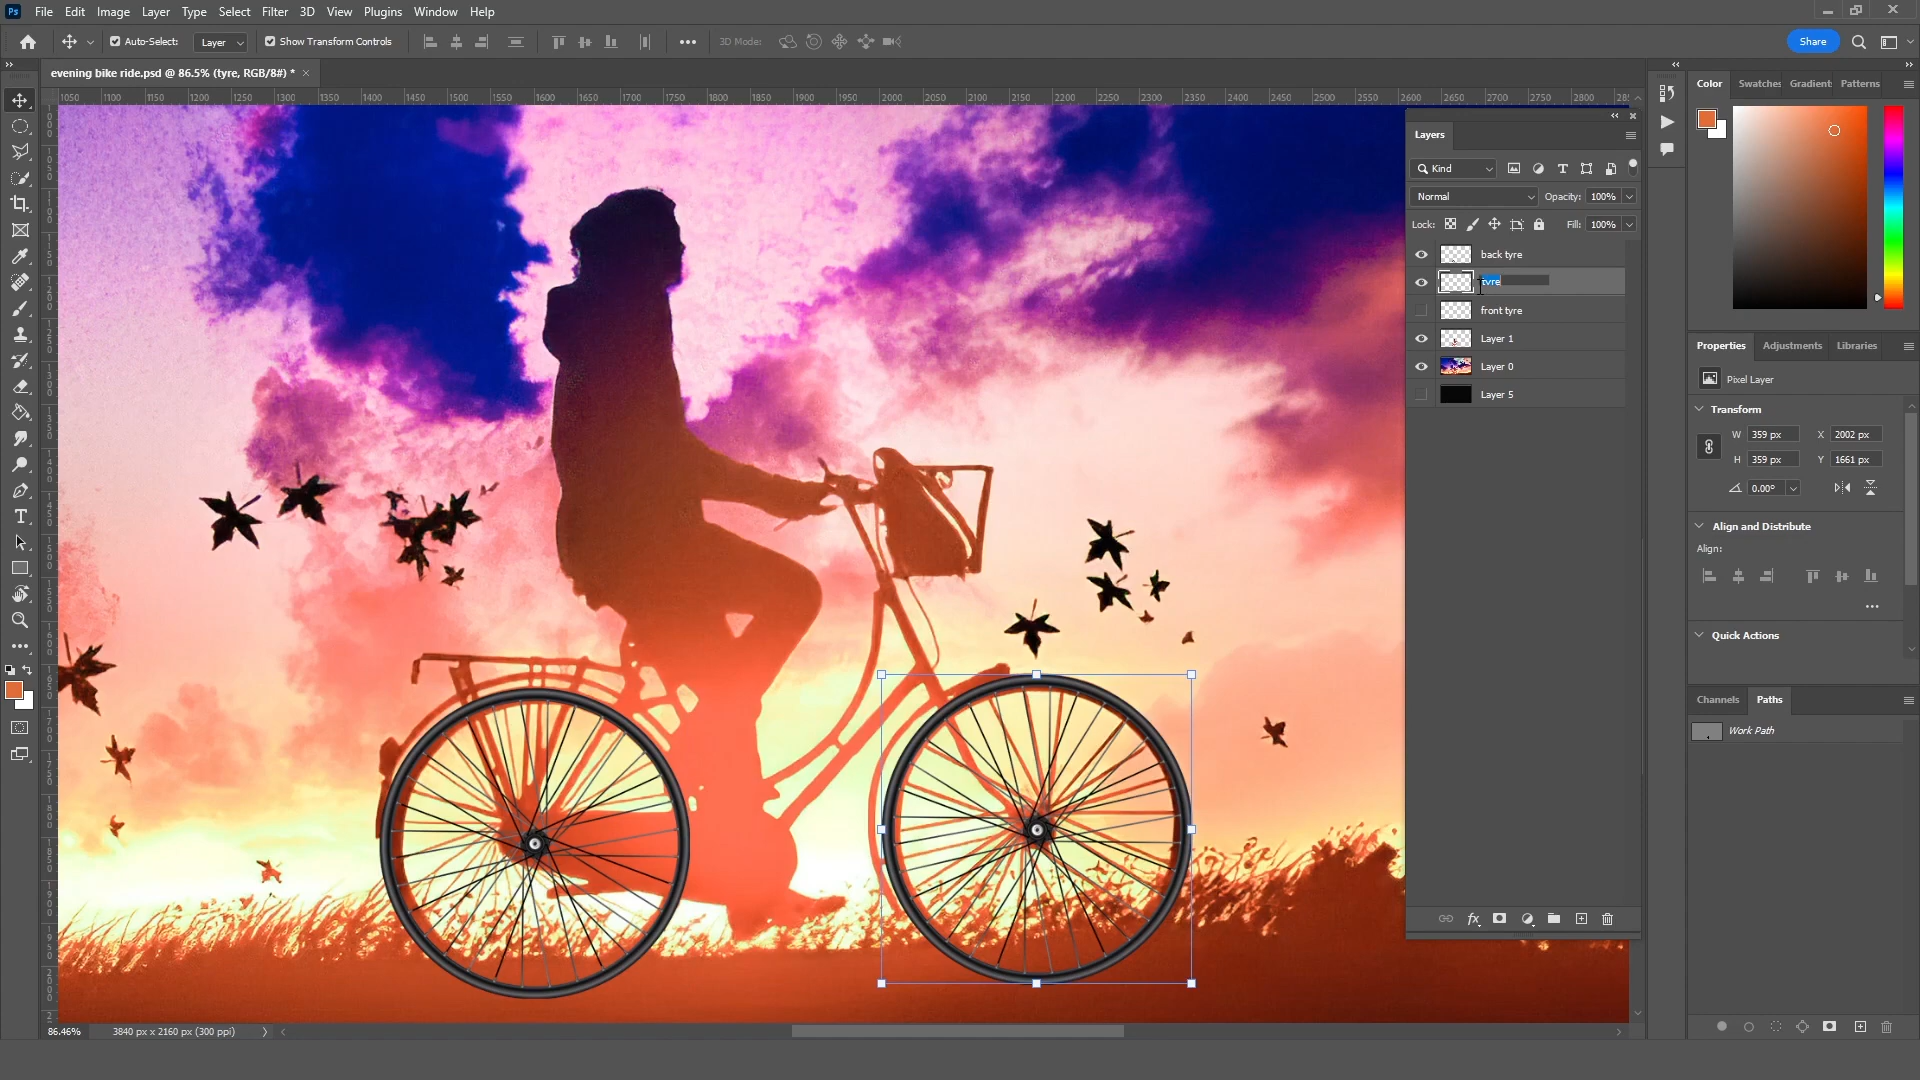 Ps File Edit Image Layer Type Select Filter 3D View Plugins Window Help
Auto-Select: Layer Show Transform Controls 3D Mode: Share
evening bike ride.psd @ 86.5% (tyre, RGB/8#) *
1050 1100 1150 1200 1250 1300 1350 1400 1450 1500 1550 1600 1650 1700 1750 1800 1850 1900 1950 2000 2050 2100 2150 2200 2250 2300 2350 2400 2450 2500 2550 2600 2650 2700 2750 2800
Layers
Kind
Normal Opacity: 100%
Lock: Fill: 100%
back tyre
tyre
front tyre
Layer 1
Layer 0
Layer 5
Color Swatches Gradient Patterns
Properties Adjustments Libraries
Pixel Layer
Transform
W 359 px X 2002 px
H 359 px Y 1661 px
0.00°
Align and Distribute
Align:
Quick Actions
Channels Paths
Work Path
86.46% 3840 px x 2160 px (300 ppi)